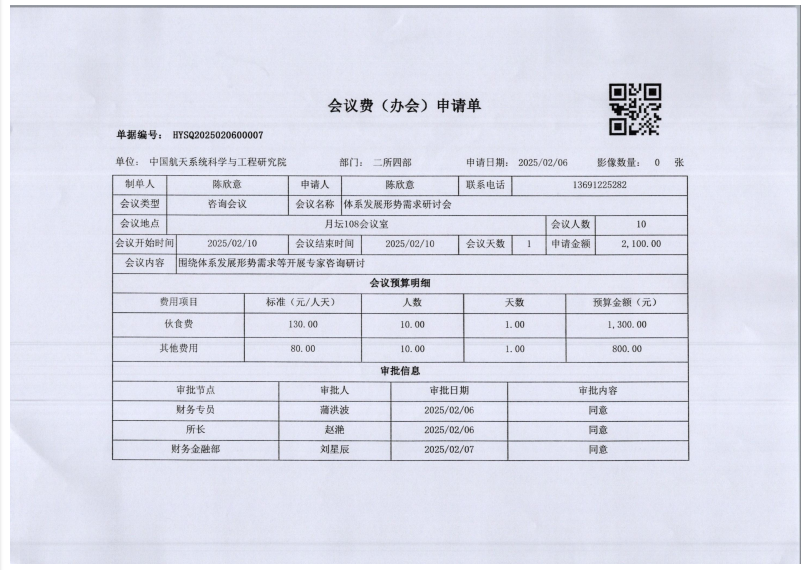 会议费（办会）申请单
单据编号： HYSQ2025020600007
单位： 中国航天系统科学与工程研究院 部门： 二所四部 申请日期： 2025/02/06 影像数量： 0 张
制单人 陈欣意 申请人 陈欣意 联系电话 13691225282
会议类型 咨询会议 会议名称 体系发展形势需求研讨会
会议地点 月坛108会议室 会议人数 10
会议开始时间 2025/02/10 会议结束时间 2025/02/10 会议天数 1 申请金额 2,100.00
会议内容 围绕体系发展形势需求等开展专家咨询研讨
会议预算明细
费用项目 标准（元/人天） 人数 天数 预算金额（元）
伙食费 130.00 10.00 1.00 1,300.00
其他费用 80.00 10.00 1.00 800.00
审批信息
审批节点 审批人 审批日期 审批内容
财务专员 蒲洪波 2025/02/06 同意
所长 赵滟 2025/02/06 同意
财务金融部 刘星辰 2025/02/07 同意